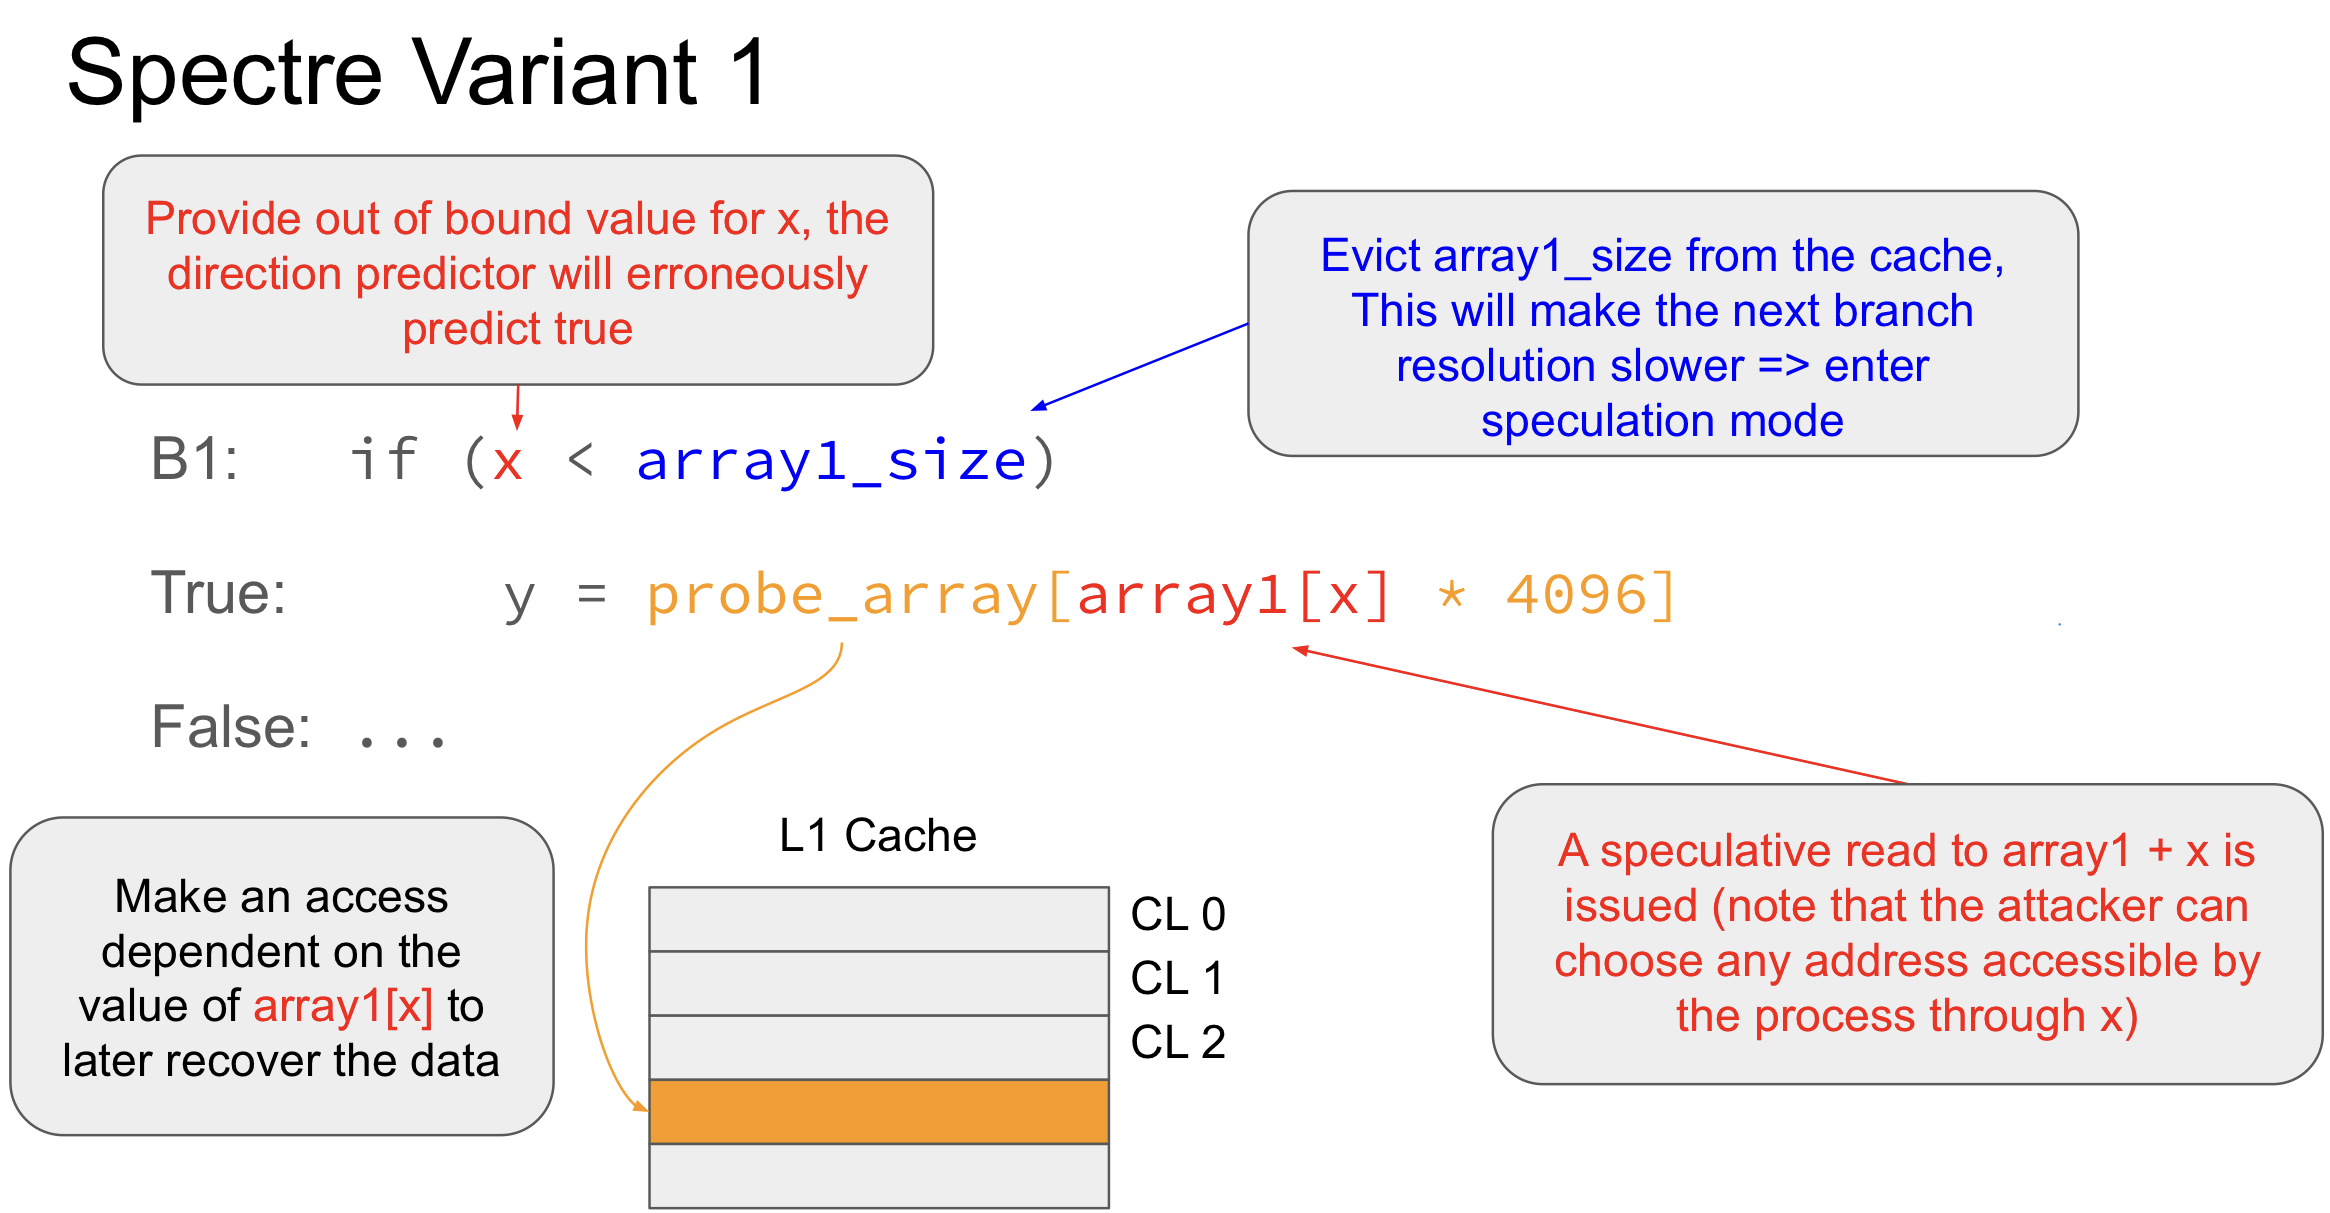 Spectre Variant 1
Provide out of bound value for x, the
direction predictor will erroneously
predict true
Evict array1_size from the cache,
This will make the next branch
resolution slower => enter
speculation mode
B1: if (x < array1_size)
True: y = probe_array[array1[x] * 4096]
False: ...
Make an access
dependent on the
value of array1[x] to
later recover the data
L1 Cache
CL 0
CL 1
CL 2
A speculative read to array1 + x is
issued (note that the attacker can
choose any address accessible by
the process through x)